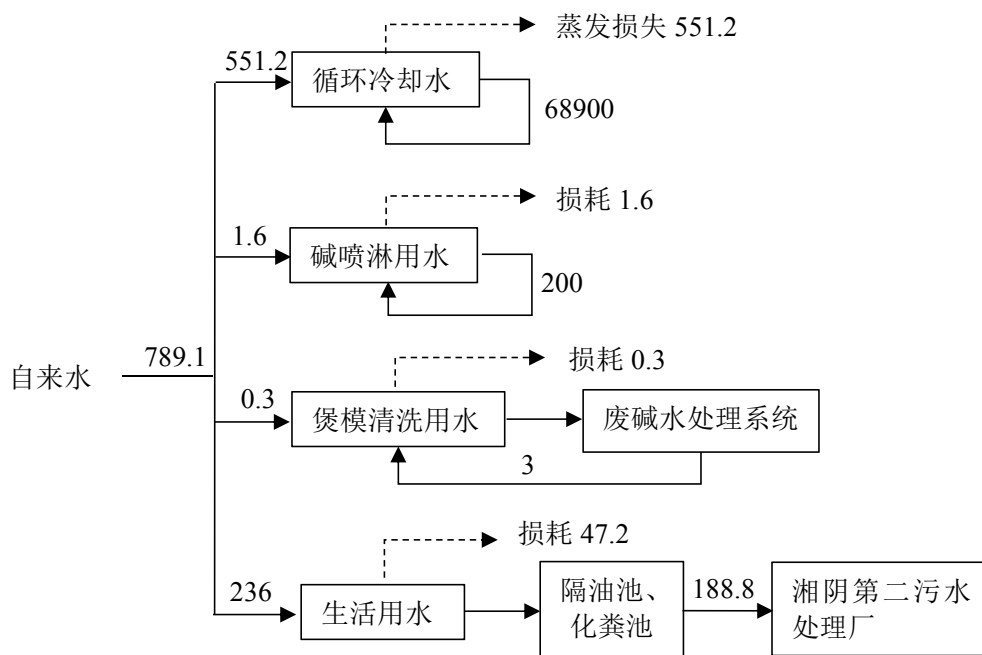 蒸发损失 551.2
551.2
循环冷却水
68900
损耗 1.6
1.6
碱喷淋用水
200
自来水
789.1
损耗 0.3
0.3
煲模清洗用水
废碱水处理系统
3
损耗 47.2
236
生活用水
隔油池、
化粪池
188.8
湘阴第二污水
处理厂